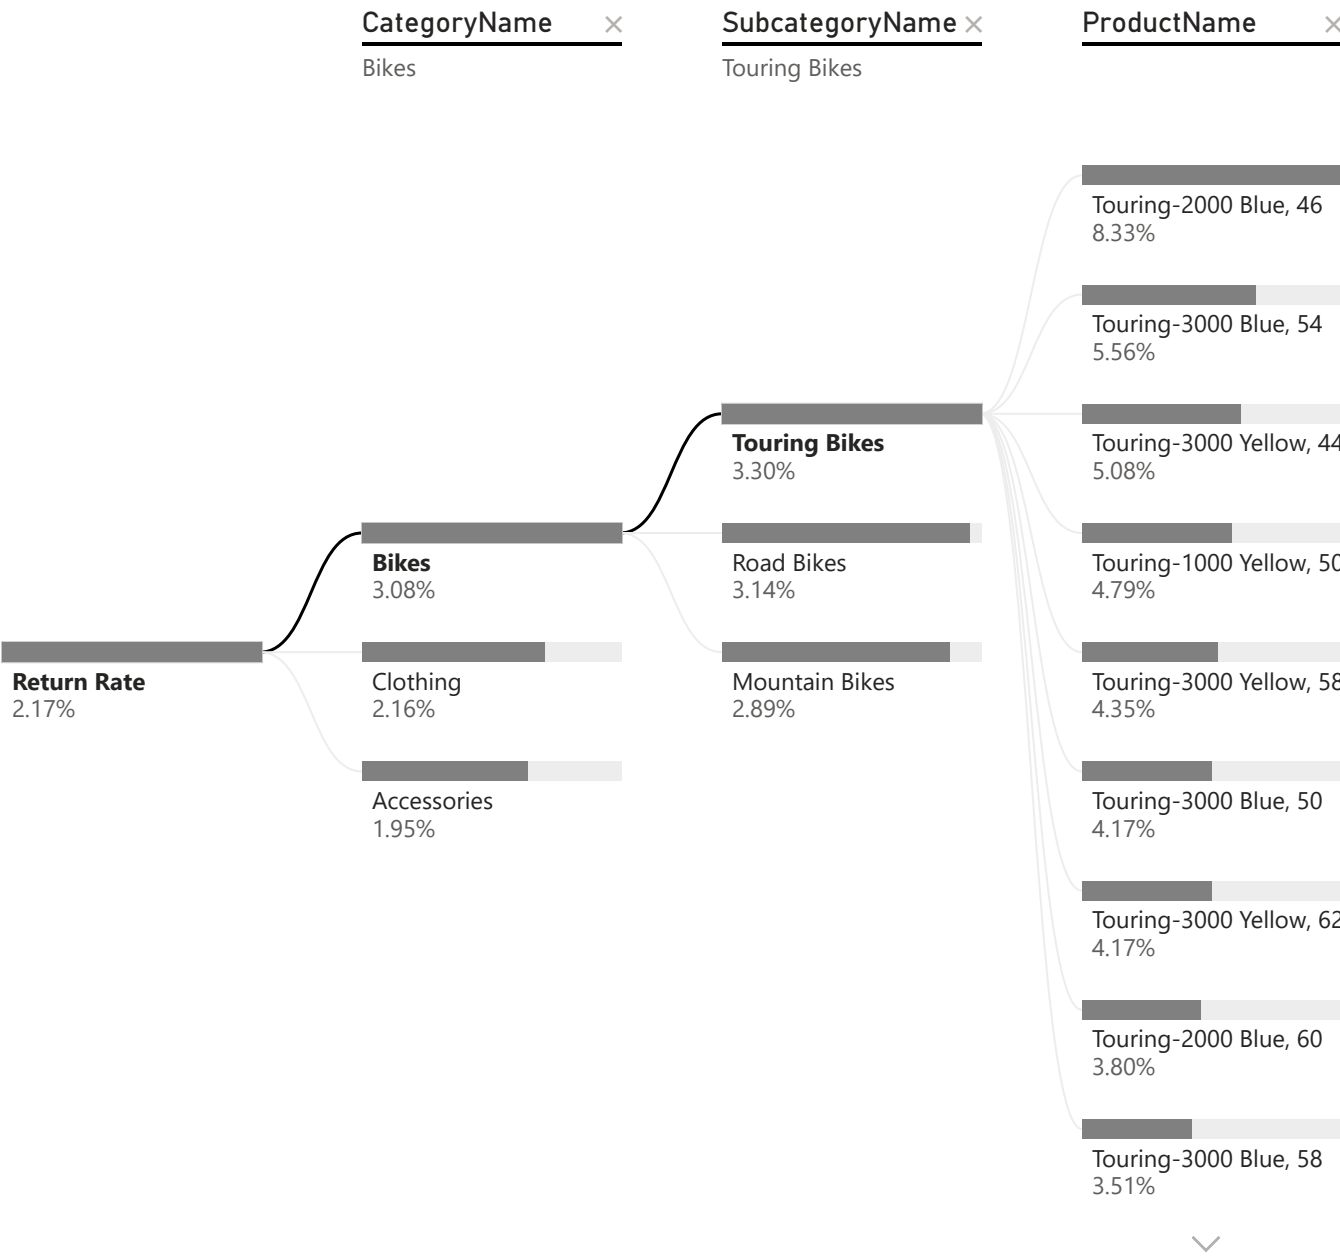 CategoryName
SubcategoryName
ProductName
Bikes
Touring Bikes
Touring-2000 Blue, 46
8.33%
Touring-3000 Blue, 54
5.56%
Touring-3000 Yellow, 44
5.08%
Touring-1000 Yellow, 50
4.79%
Touring-3000 Yellow, 58
4.35%
Touring-3000 Blue, 50
4.17%
Touring-3000 Yellow, 62
4.17%
Touring-2000 Blue, 60
3.80%
Touring-3000 Blue, 58
3.51%
Touring Bikes
3.30%
Road Bikes
3.14%
Mountain Bikes
2.89%
Bikes
3.08%
Clothing
2.16%
Accessories
1.95%
Return Rate
2.17%